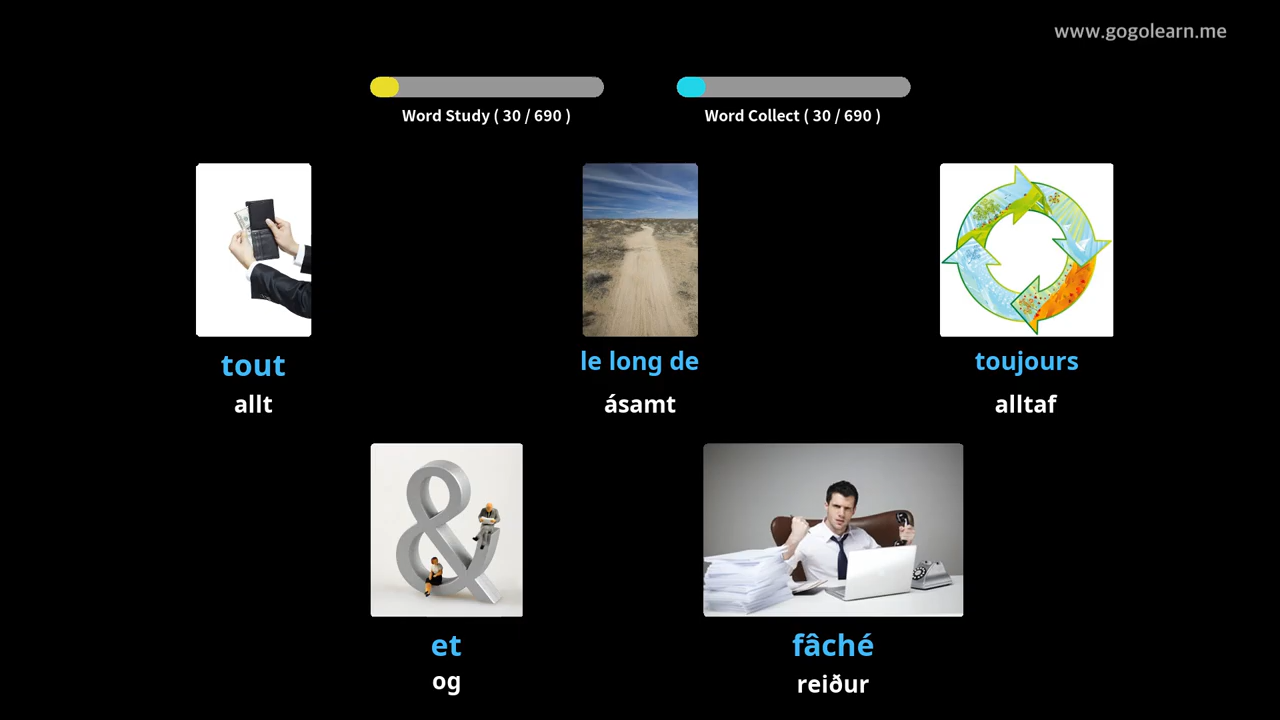 www.gogolearn.me
Word Study ( 30 / 690 )
Word Collect ( 30 / 690 )
tout
allt
le long de
ásamt
toujours
alltaf
et
og
fâché
reiður